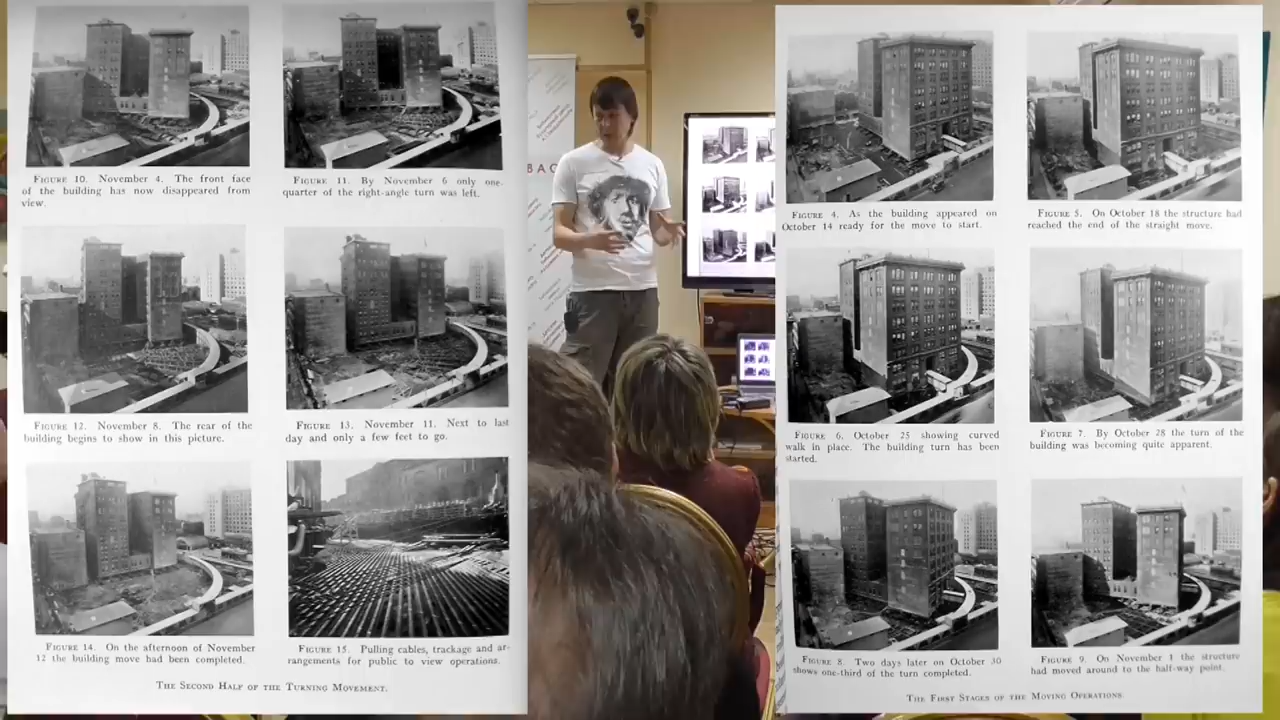 FIGURE 10. November 4. The front face
of the building has now disappeared from
view.
FIGURE 11. By November 6 only one-
quarter of the right-angle turn was left.
FIGURE 12. November 8. The rear of the
building begins to show in this picture.
FIGURE 13. November 11. Next to last
day and only a few feet to go.
FIGURE 14. On the afternoon of November
12 the building move had been completed.
FIGURE 15. Pulling cables, trackage and ar-
rangements for public to view operations.
THE SECOND HALF OF THE TURNING MOVEMENT.
ВАС
FIGURE 4. As the building appeared on
October 14 ready for the move to start.
FIGURE 5. On October 18 the structure had
reached the end of the straight move.
FIGURE 6. October 25 showing curved
walk in place. The building turn has been
started.
FIGURE 7. By October 28 the turn of the
building was becoming quite apparent.
FIGURE 8. Two days later on October 30
shows one-third of the turn completed.
FIGURE 9. On November 1 the structure
had moved around to the half-way point.
THE FIRST STAGES OF THE MOVING OPERATIONS